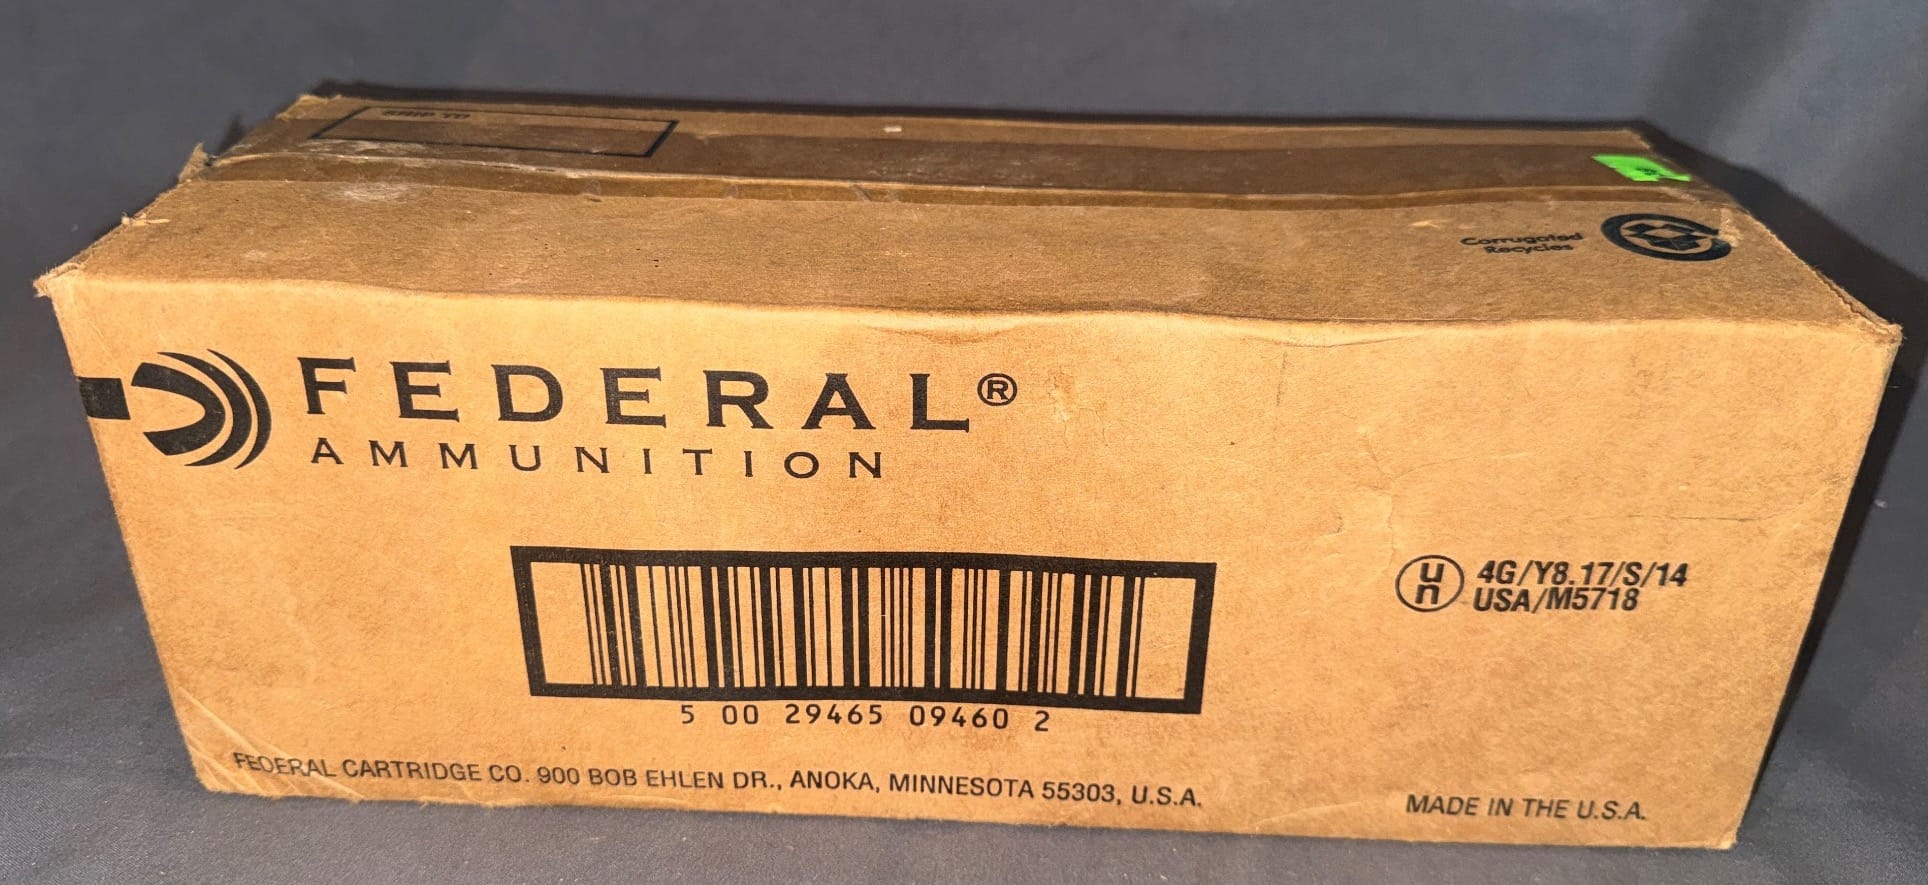 SHIP TO
Corrugated
Recycles
FEDERAL®
AMMUNITION
un
4G/Y8.17/S/14
USA/M5718
5 00 29465 09460 2
FEDERAL CARTRIDGE CO. 900 BOB EHLEN DR., ANOKA, MINNESOTA 55303, U.S.A.
MADE IN THE U.S.A.